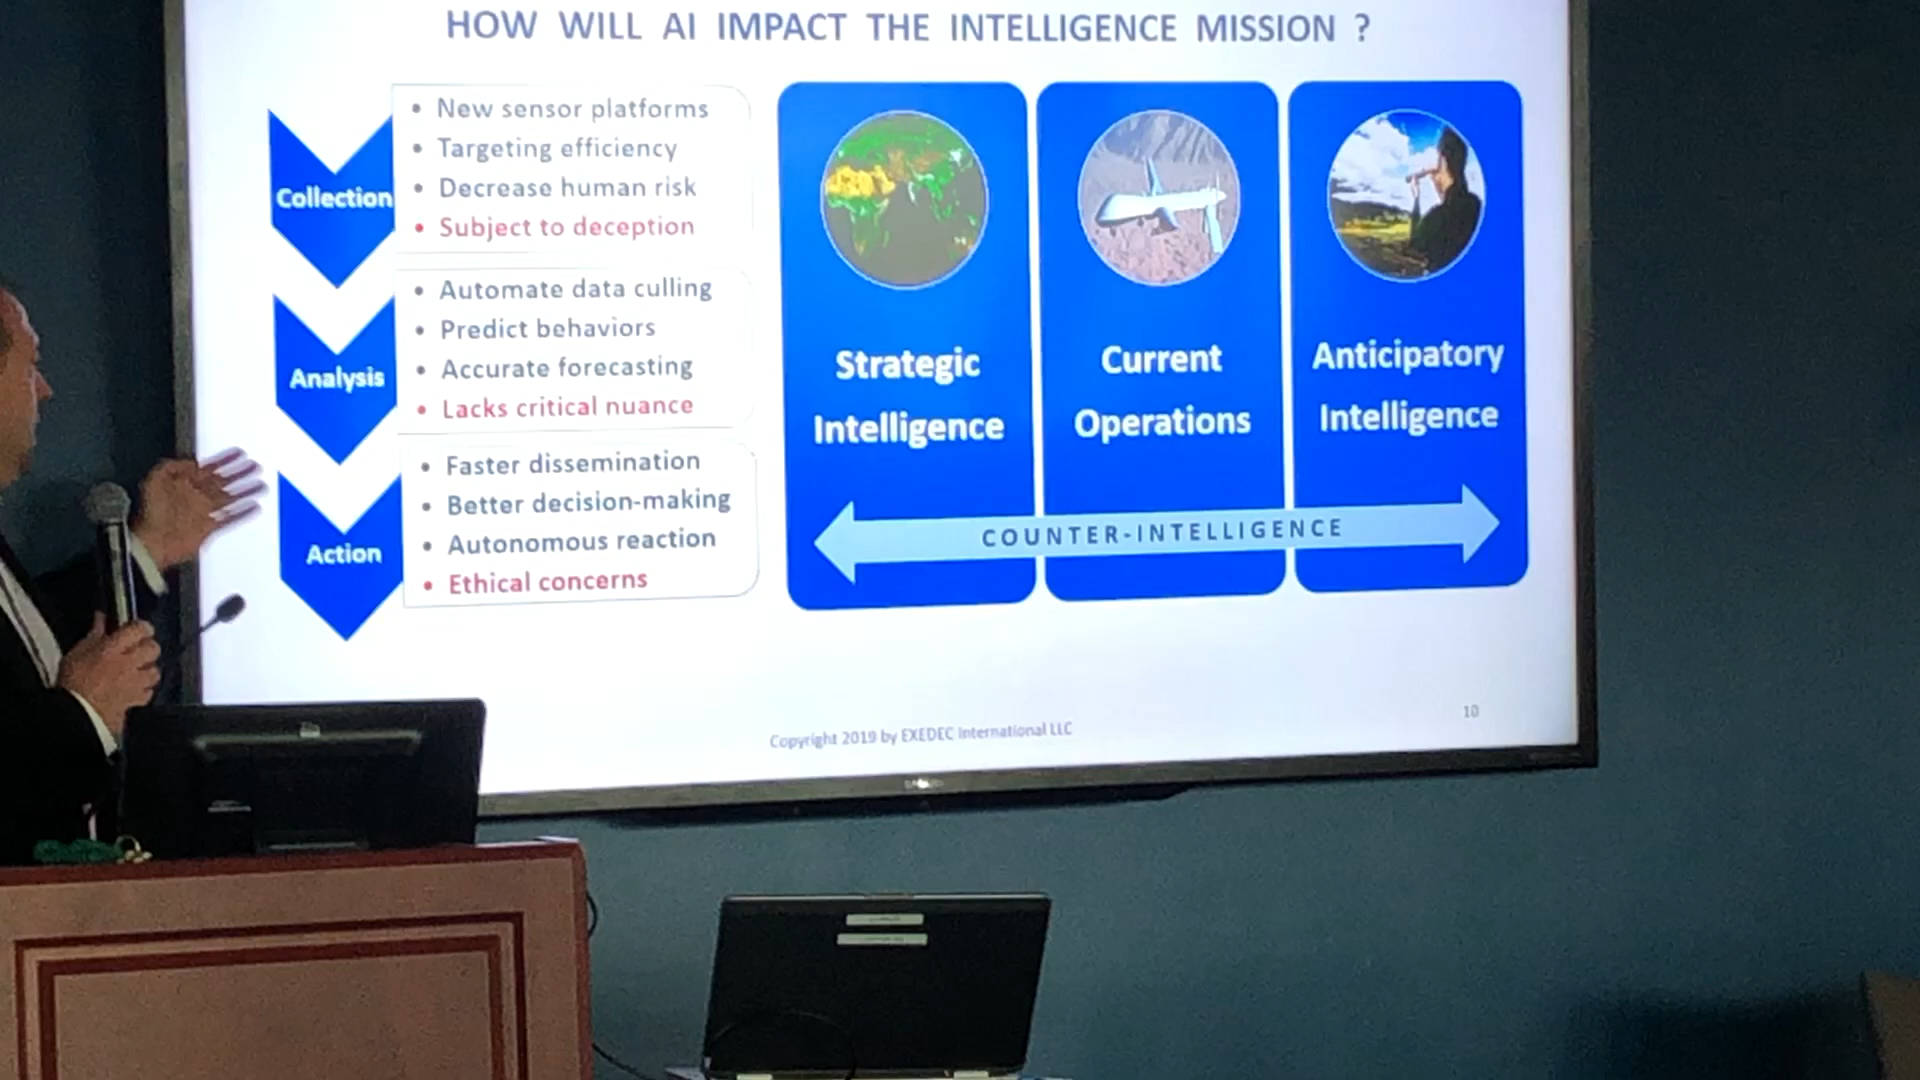 HOW WILL AI IMPACT THE INTELLIGENCE MISSION ?
Collection
• New sensor platforms
• Targeting efficiency
• Decrease human risk
• Subject to deception
Analysis
• Automate data culling
• Predict behaviors
• Accurate forecasting
• Lacks critical nuance
Action
• Faster dissemination
• Better decision-making
• Autonomous reaction
• Ethical concerns
Strategic
Intelligence
Current
Operations
Anticipatory
Intelligence
COUNTER-INTELLIGENCE
Copyright 2019 by EXEDEC International LLC
10